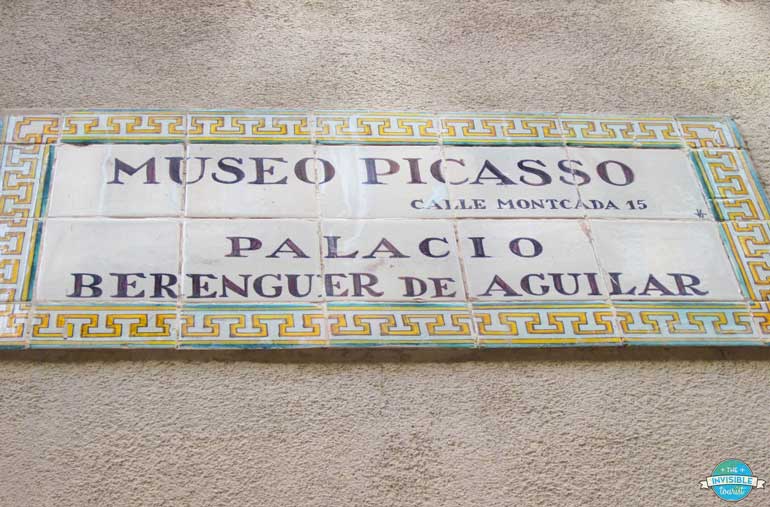 MUSEO PICASSO
CALLE MONTCADA 15
PALACIO
BERENGUER DE AGUILAR
THE
INVISIBLE
tourist